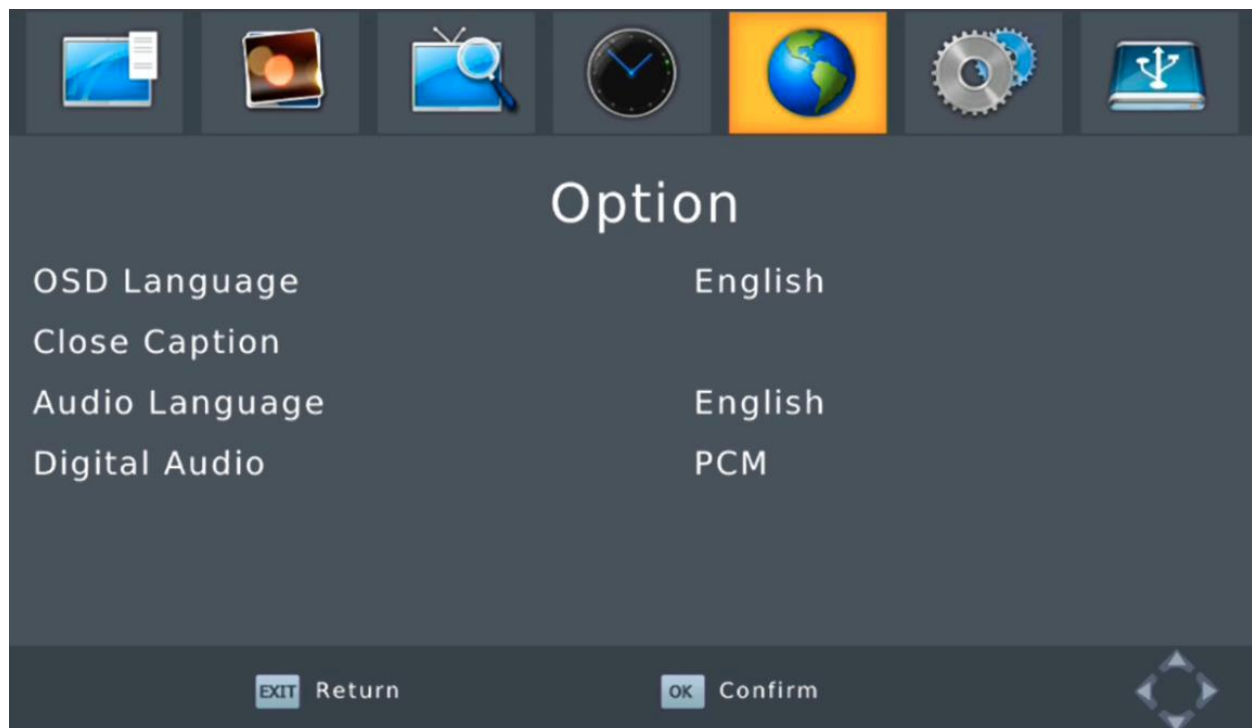 Option
OSD Language English
Close Caption
Audio Language English
Digital Audio PCM
EXIT Return OK Confirm